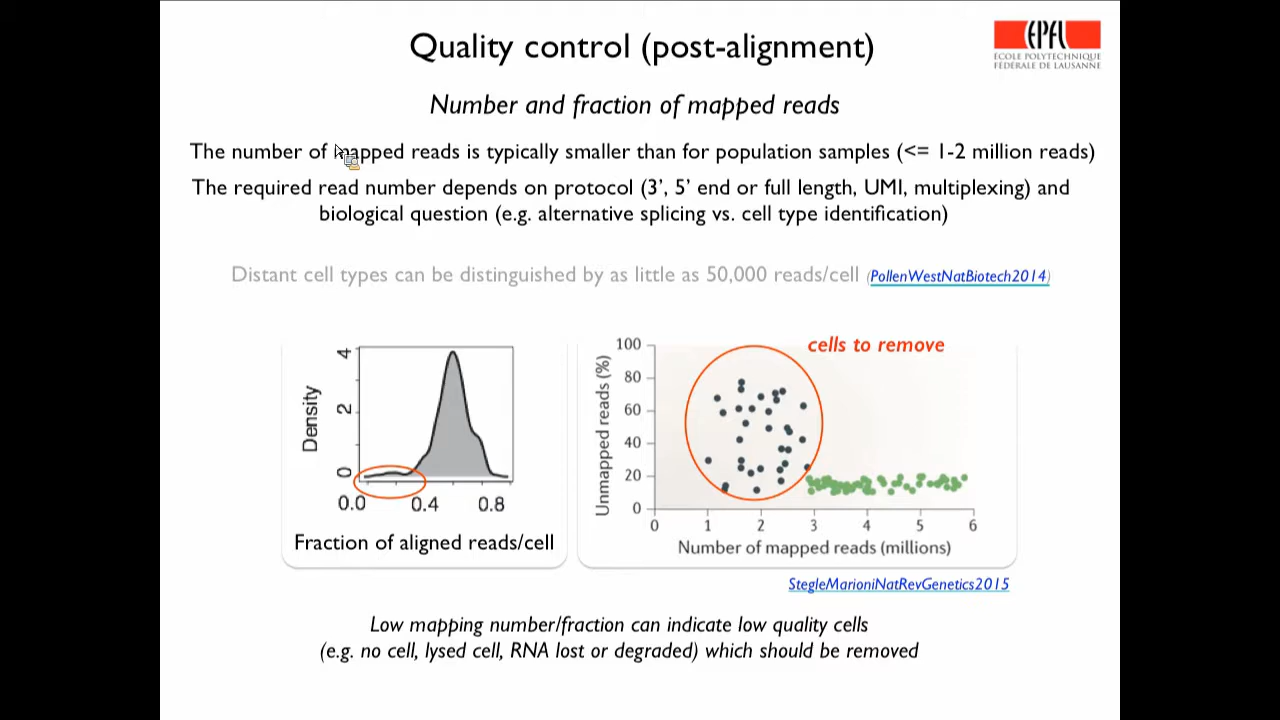 Quality control (post-alignment)
EPFL
ÉCOLE POLYTECHNIQUE
FÉDÉRALE DE LAUSANNE
Number and fraction of mapped reads
The number of mapped reads is typically smaller than for population samples (<= 1-2 million reads)
The required read number depends on protocol (3', 5' end or full length, UMI, multiplexing) and
biological question (e.g. alternative splicing vs. cell type identification)
Distant cell types can be distinguished by as little as 50,000 reads/cell (PollenWestNatBiotech2014)
Density
4
2
0
0.0 0.4 0.8
Fraction of aligned reads/cell
cells to remove
Unmapped reads (%)
100
80
60
40
20
0
0 1 2 3 4 5 6
Number of mapped reads (millions)
StegleMarioniNatRevGenetics2015
Low mapping number/fraction can indicate low quality cells
(e.g. no cell, lysed cell, RNA lost or degraded) which should be removed